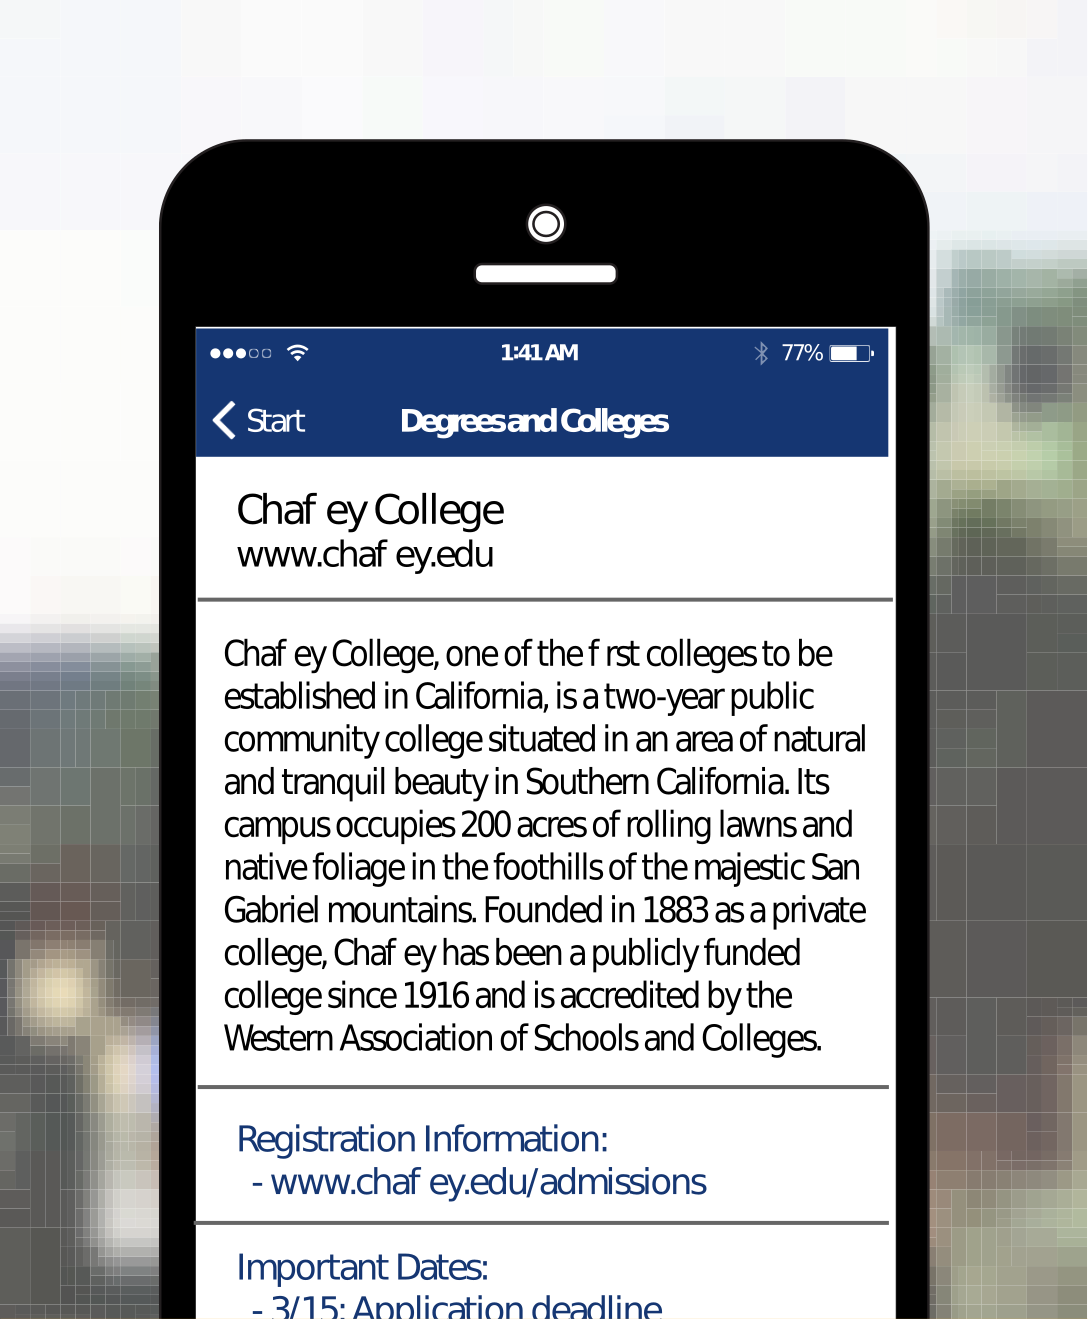 1:41 AM
77%
Start
Degrees and Colleges
Chaf ey College
www.chaf ey.edu
Chaf ey College, one of the f rst colleges to be
established in California, is a two-year public
community college situated in an area of natural
and tranquil beauty in Southern California. Its
campus occupies 200 acres of rolling lawns and
native foliage in the foothills of the majestic San
Gabriel mountains. Founded in 1883 as a private
college, Chaf ey has been a publicly funded
college since 1916 and is accredited by the
Western Association of Schools and Colleges.
Registration Information:
- www.chaf ey.edu/admissions
Important Dates:
- 3/15: Application deadline